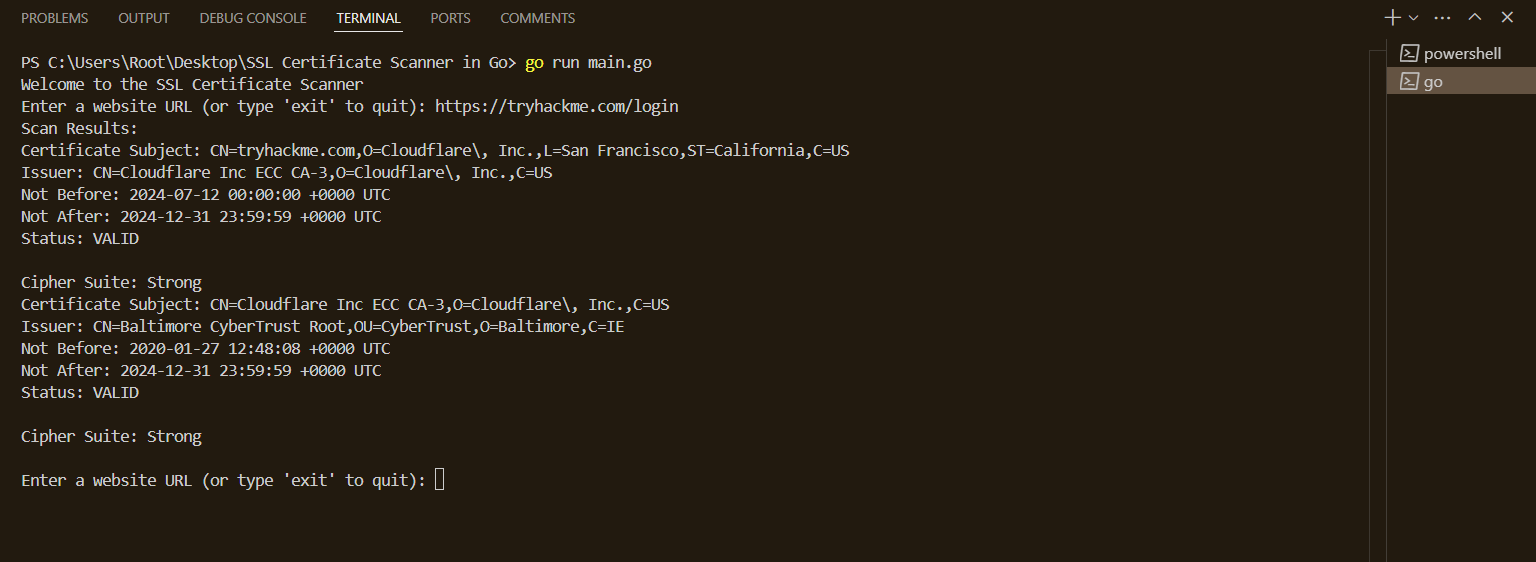 PROBLEMS OUTPUT DEBUG CONSOLE TERMINAL PORTS COMMENTS
powershell
go
PS C:\Users\Root\Desktop\SSL Certificate Scanner in Go> go run main.go
Welcome to the SSL Certificate Scanner
Enter a website URL (or type 'exit' to quit): https://tryhackme.com/login
Scan Results:
Certificate Subject: CN=tryhackme.com,O=Cloudflare\, Inc.,L=San Francisco,ST=California,C=US
Issuer: CN=Cloudflare Inc ECC CA-3,O=Cloudflare\, Inc.,C=US
Not Before: 2024-07-12 00:00:00 +0000 UTC
Not After: 2024-12-31 23:59:59 +0000 UTC
Status: VALID
Cipher Suite: Strong
Certificate Subject: CN=Cloudflare Inc ECC CA-3,O=Cloudflare\, Inc.,C=US
Issuer: CN=Baltimore CyberTrust Root,OU=CyberTrust,O=Baltimore,C=IE
Not Before: 2020-01-27 12:48:08 +0000 UTC
Not After: 2024-12-31 23:59:59 +0000 UTC
Status: VALID
Cipher Suite: Strong
Enter a website URL (or type 'exit' to quit):